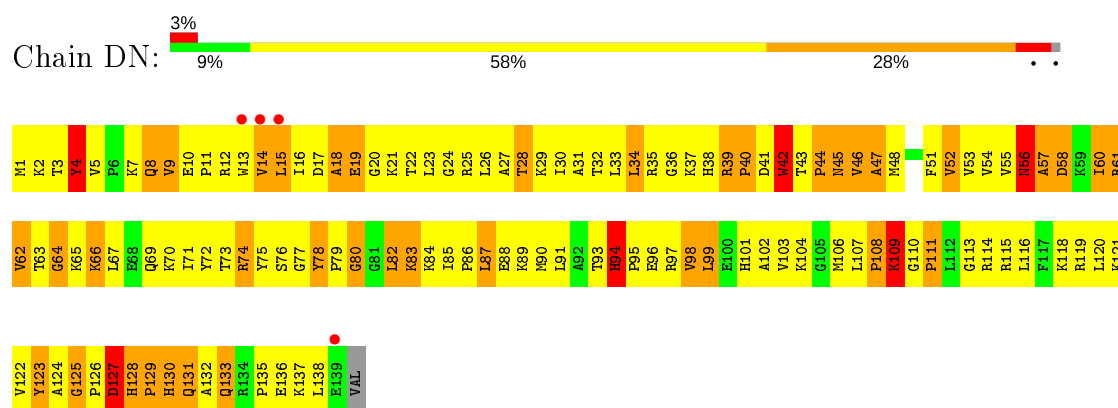 3%
Chain DN:
9% 58% 28% • •
M1 K2 T3 Y4 V5 P6 K7 Q8 V9 E10 P11 R12 W13 V14 L15 I16 D17 A18 E19 G20 K21 T22 L23 G24 R25 L26 A27 T28 K29 I30 A31 T32 L33 L34 R35 G36 K37 H38 R39 P40 D41 W42 T43 P44 N45 V46 A47 M48 F51 V52 V53 V54 V55 N56 A57 D58 K59 I60 R61
V62 T63 G64 K65 K66 L67 E68 Q69 K70 I71 Y72 T73 R74 Y75 S76 G77 Y78 P79 G80 G81 L82 K83 K84 I85 P86 L87 E88 K89 M90 L91 A92 T93 H94 P95 E96 R97 V98 L99 E100 H101 A102 V103 K104 G105 M106 L107 P108 K109 G110 P111 L112 G113 R114 R115 L116 F117 K118 R119 L120 K121
V122 Y123 A124 G125 P126 D127 H128 P129 H130 Q131 A132 Q133 R134 P135 E136 K137 L138 E139 VAL